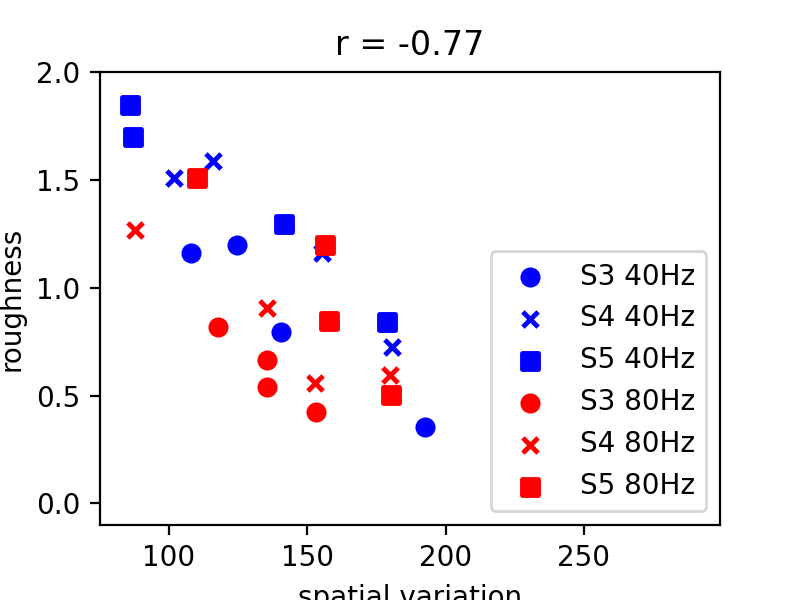 r = -0.77
2.0
1.5
1.0
0.5
0.0
roughness
S3 40Hz
S4 40Hz
S5 40Hz
S3 80Hz
S4 80Hz
S5 80Hz
100 150 200 250
spatial variation